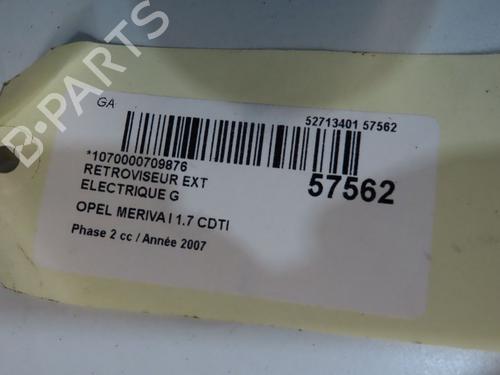 B-PARTS
GA
52713401 57562
*1070000709876
RETROVISEUR EXT
ELECTRIQUE G
57562
OPEL MERIVA I 1.7 CDTI
Phase 2 cc / Année 2007